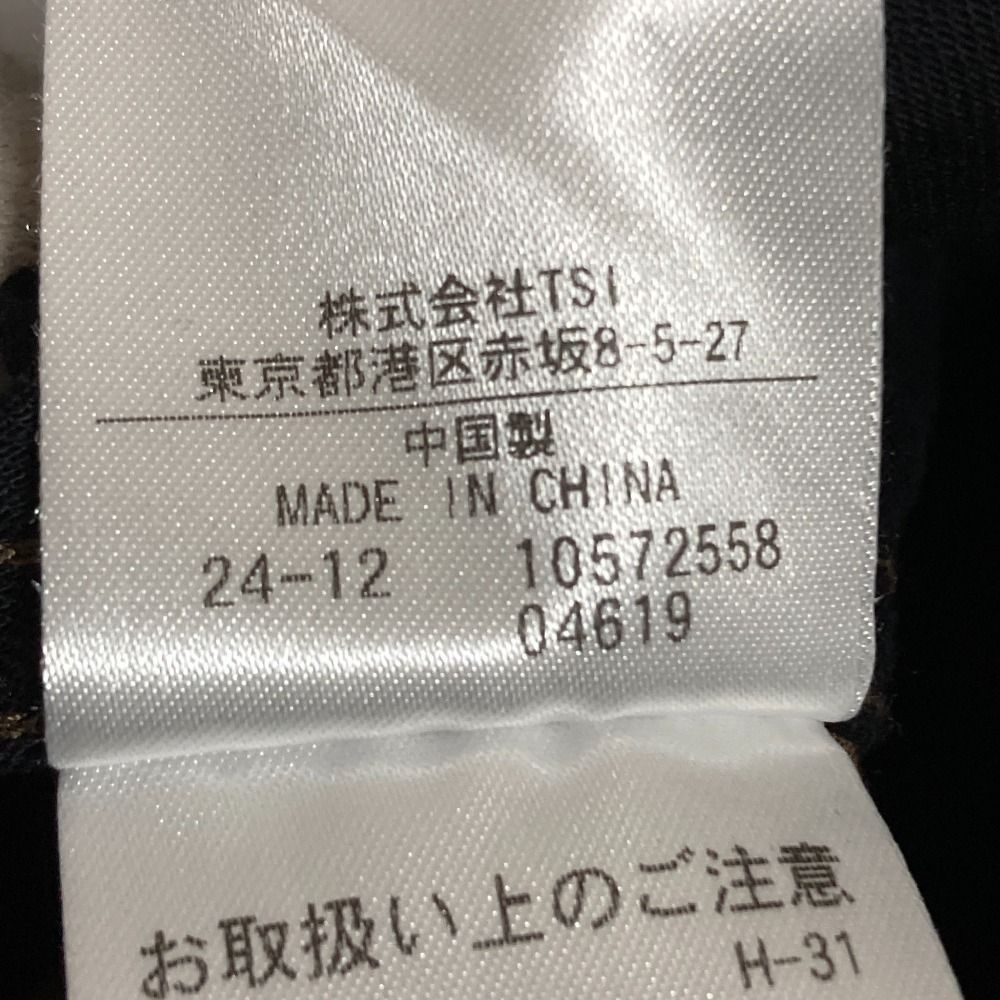 株式会社TSI
東京都港区赤坂8-5-27
中国製
MADE IN CHINA
24-12 10572558
04619
お取扱い上のご注意
H-31